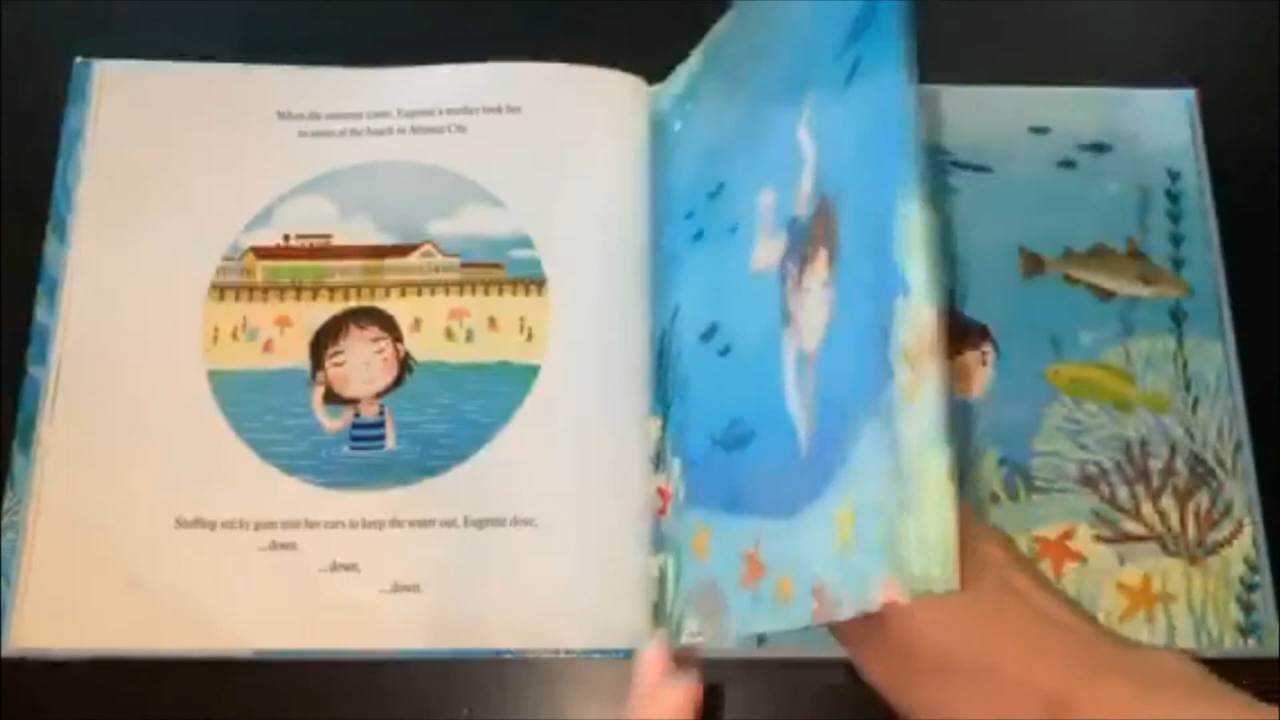 When the summer came, Eugenie's mother took her
to swim at the beach in Atlantic City.
Stuffing sticky gum into her ears to keep the water out, Eugenie dove,
...down,
...down,
...down.